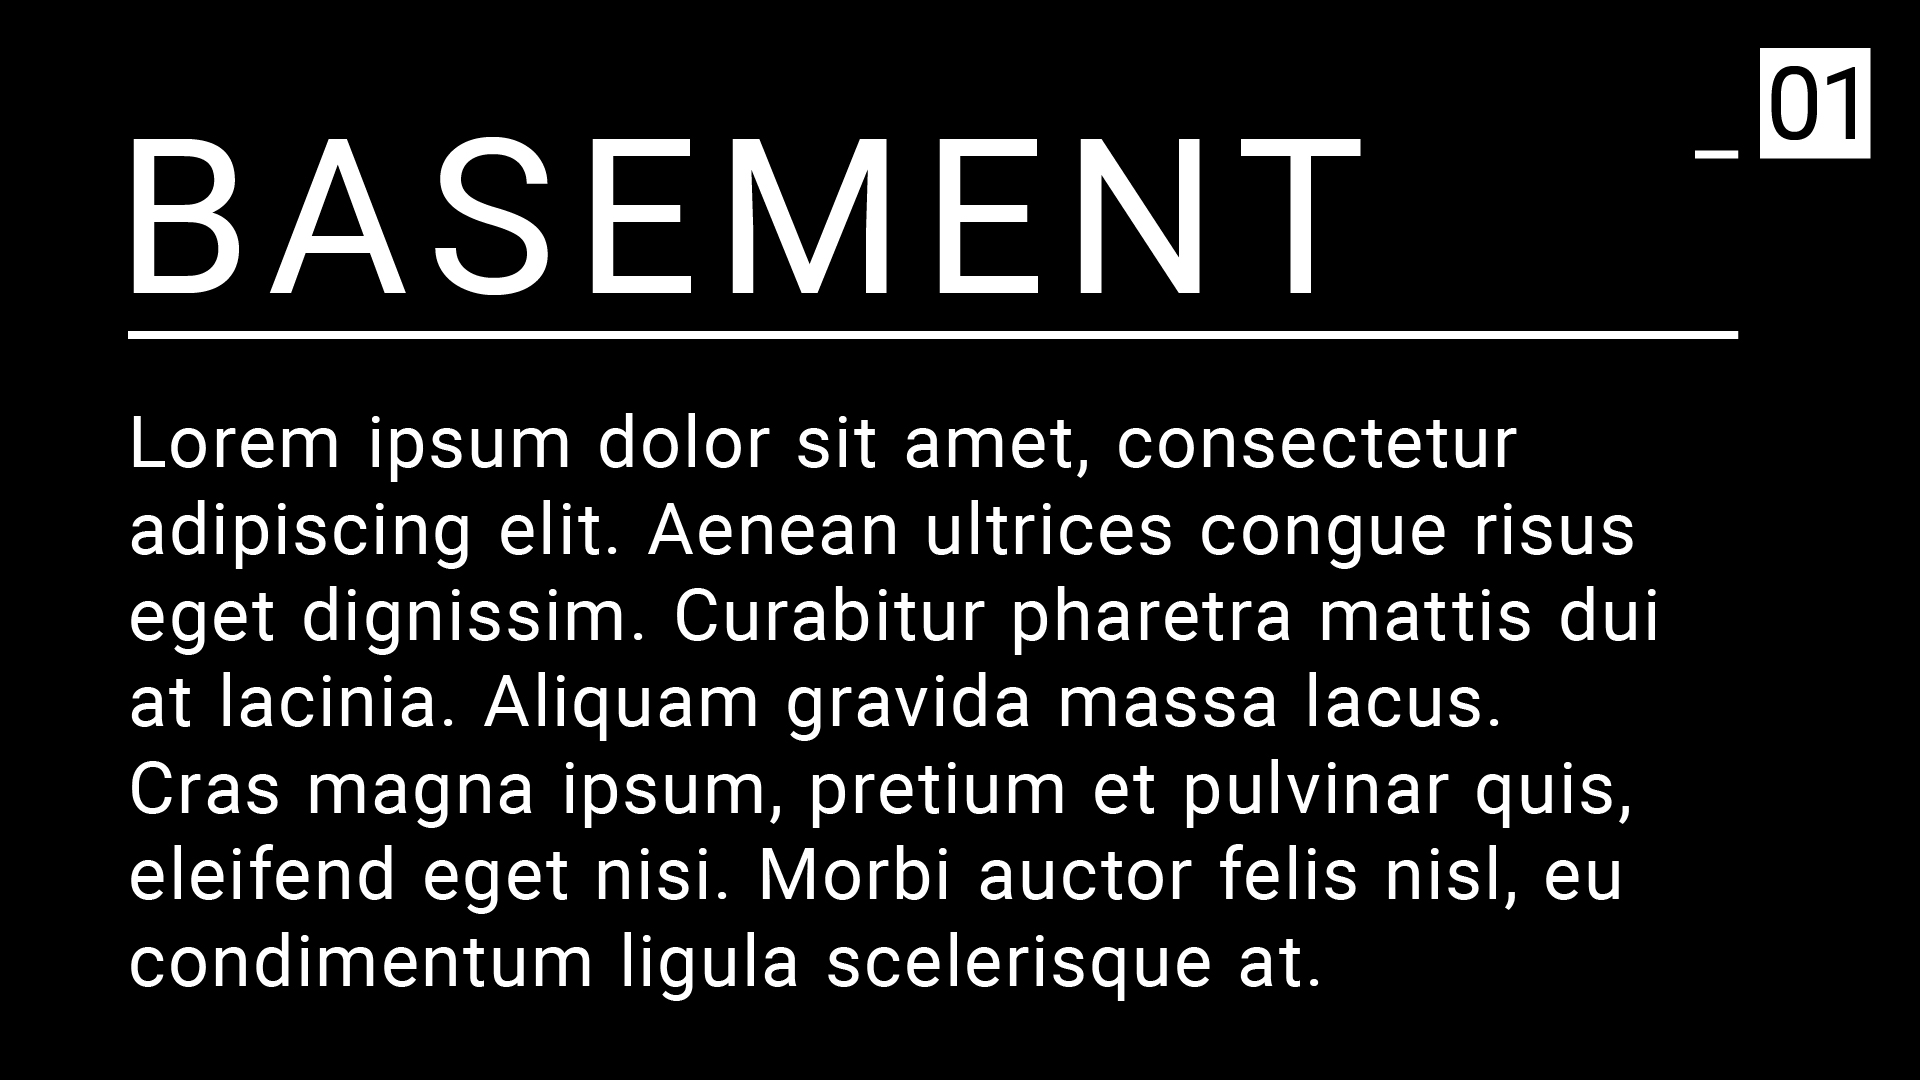 _ 01
BASEMENT
Lorem ipsum dolor sit amet, consectetur
adipiscing elit. Aenean ultrices congue risus
eget dignissim. Curabitur pharetra mattis dui
at lacinia. Aliquam gravida massa lacus.
Cras magna ipsum, pretium et pulvinar quis,
eleifend eget nisi. Morbi auctor felis nisl, eu
condimentum ligula scelerisque at.